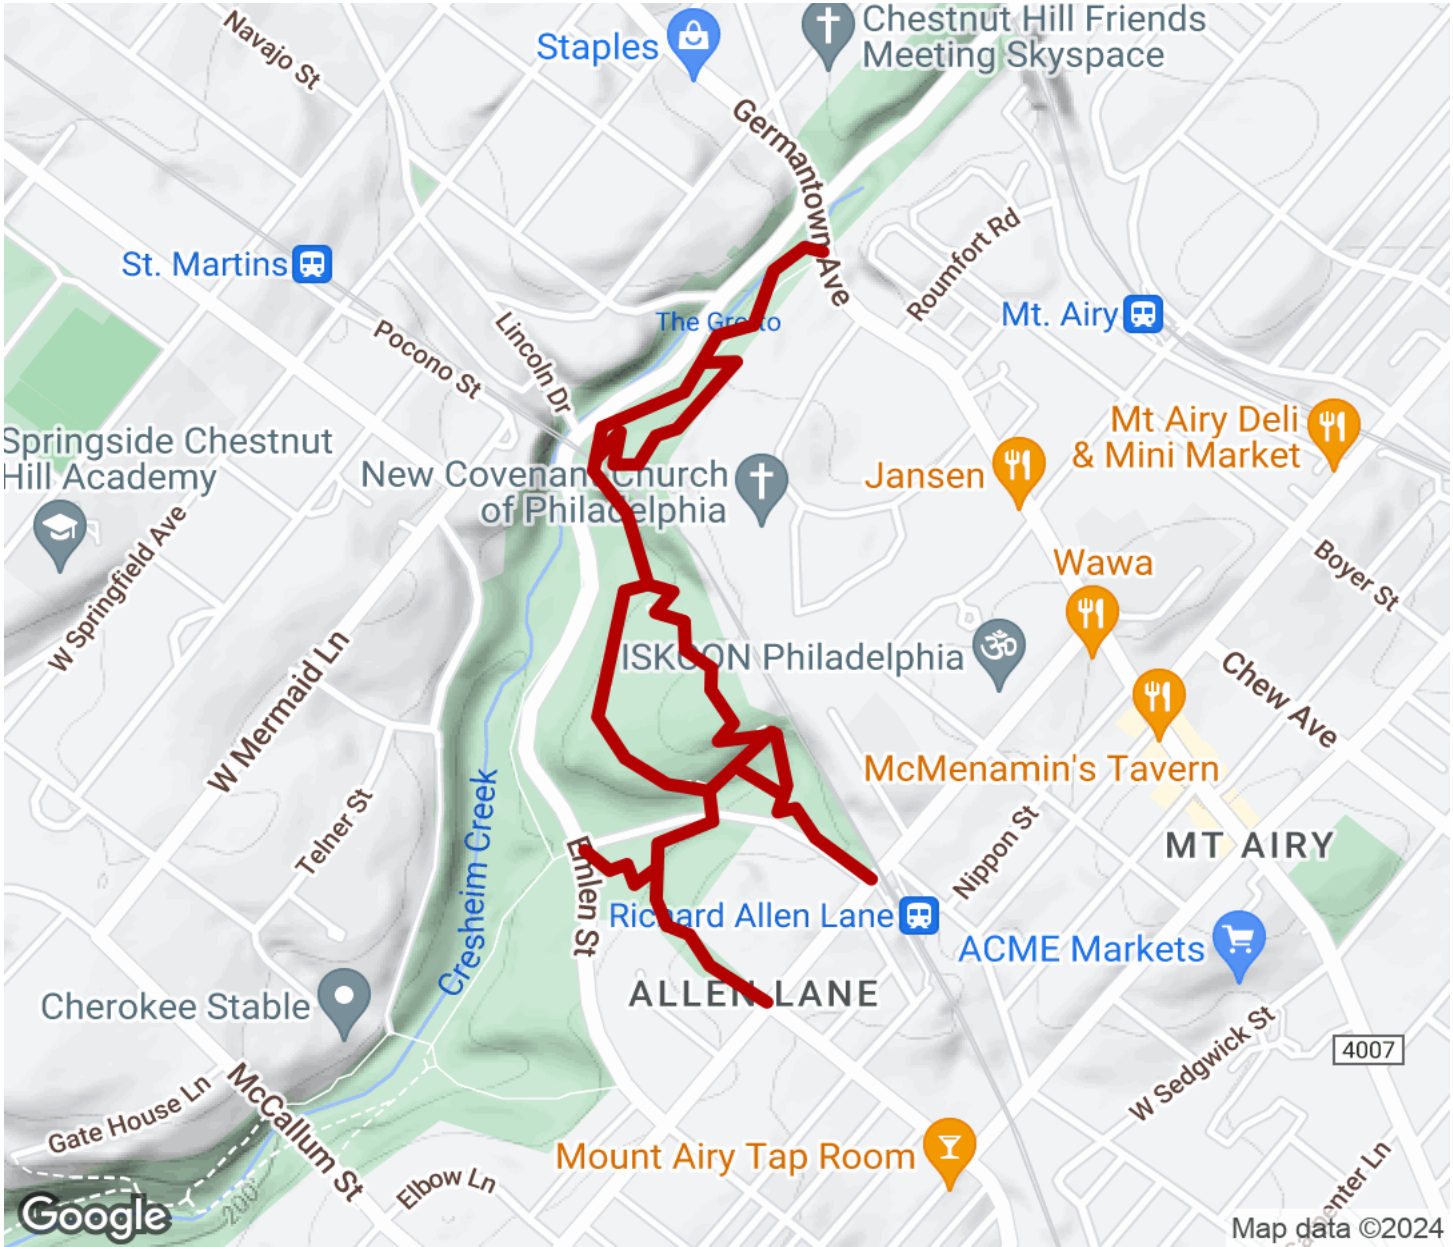 Chestnut Hill Friends
Meeting Skyspace
Navajo St
Staples
Germantown Ave
Roumfort Rd
St. Martins
Mt. Airy
The Grotto
Lincoln Dr
Pocono St
Mt Airy Deli
& Mini Market
Springside Chestnut
Hill Academy
New Covenant Church
of Philadelphia
Jansen
W Springfield Ave
Wawa
Boyer St
ISKCON Philadelphia
ॐ
W Mermaid Ln
Chew Ave
McMenamin's Tavern
Telner St
Cresheim Creek
Nippon St
MT AIRY
Emlen St
Richard Allen Lane
ACME Markets
Cherokee Stable
ALLEN LANE
4007
W Sedgwick St
Gate House Ln
McCallum St
Mount Airy Tap Room
Elbow Ln
200'
Carpenter Ln
Google
Map data ©2024